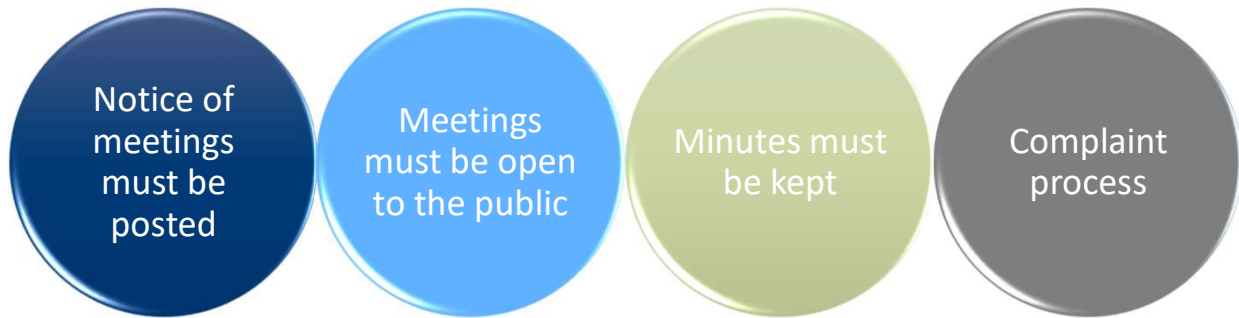 Notice of
meetings
must be
posted
Meetings
must be open
to the public
Minutes must
be kept
Complaint
process